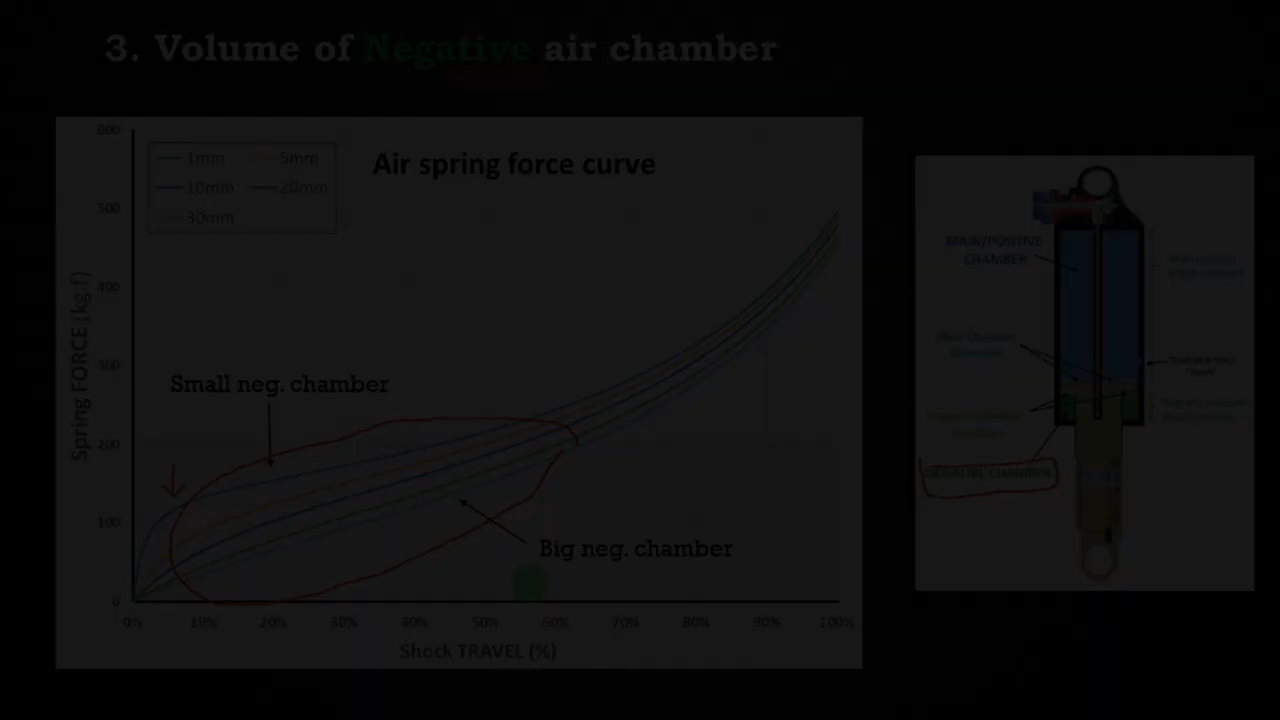 3. Volume of Negative air chamber
Air spring force curve
1mm 5mm
10mm 20mm
30mm
Spring FORCE (kg.f)
600
500
400
300
200
100
0
Small neg. chamber
Big neg. chamber
0% 10% 20% 30% 40% 50% 60% 70% 80% 90% 100%
Shock TRAVEL (%)
MAIN/POSITIVE
CHAMBER
NEGATIVE CHAMBER